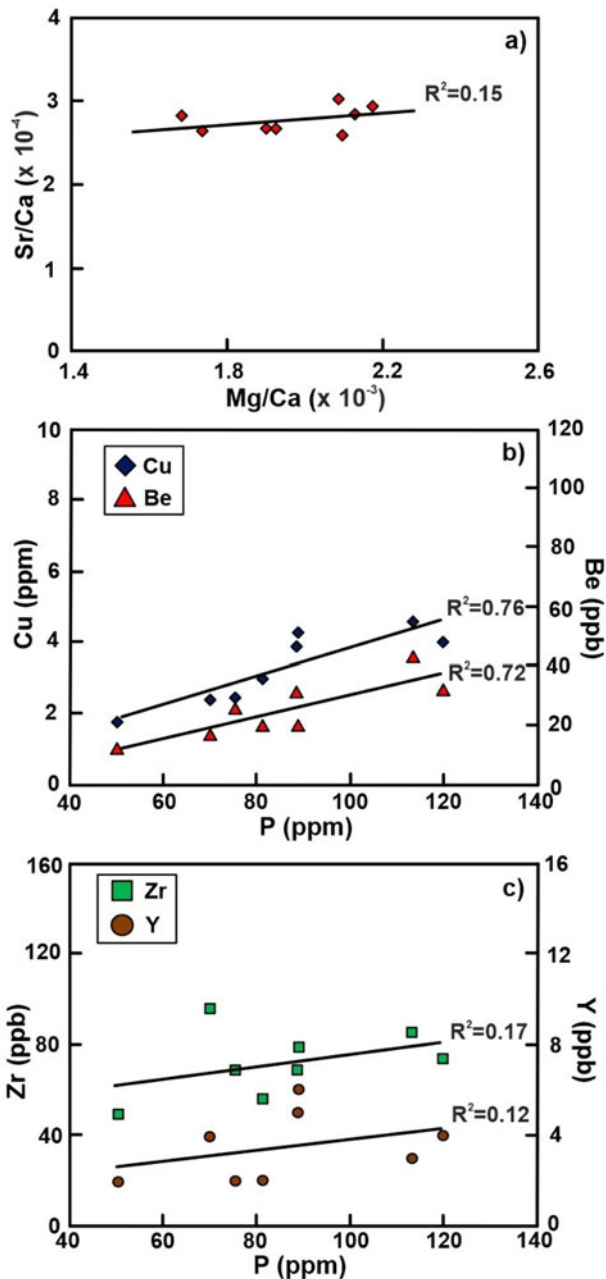 a)
4
3
2
1
0
Sr/Ca (x 10⁻⁴)
R²=0.15
1.4 1.8 2.2 2.6
Mg/Ca (x 10⁻³)
b)
Cu
Be
10
8
6
4
2
0
Cu (ppm)
120
100
80
60
40
20
0
Be (ppb)
R²=0.76
R²=0.72
40 60 80 100 120 140
P (ppm)
c)
Zr
Y
160
120
80
40
0
Zr (ppb)
16
12
8
4
0
Y (ppb)
R²=0.17
R²=0.12
40 60 80 100 120 140
P (ppm)